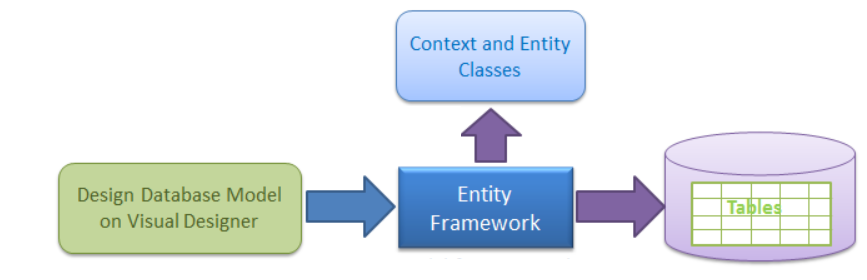 Context and Entity
Classes
Design Database Model
on Visual Designer
Entity
Framework
Tables